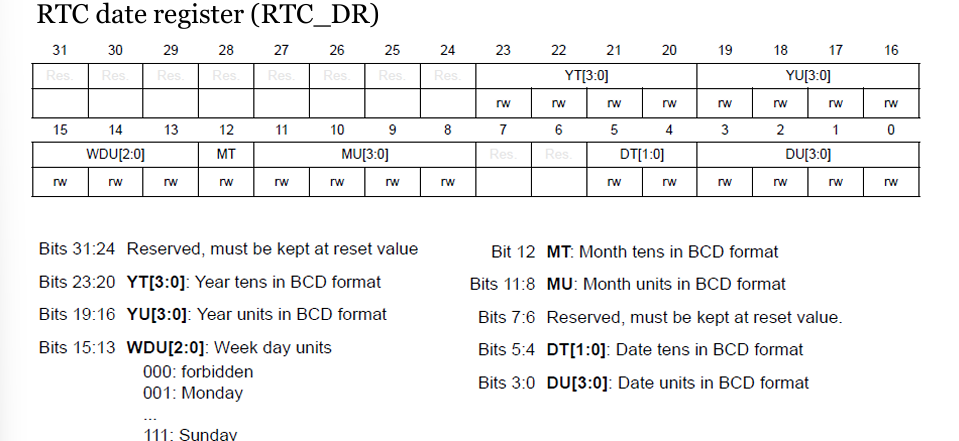 RTC date register (RTC_DR)
31 30 29 28 27 26 25 24 23 22 21 20 19 18 17 16
Res. Res. Res. Res. Res. Res. Res. Res. YT[3:0] YU[3:0]
rw rw rw rw rw rw rw rw
15 14 13 12 11 10 9 8 7 6 5 4 3 2 1 0
WDU[2:0] MT MU[3:0] Res. Res. DT[1:0] DU[3:0]
rw rw rw rw rw rw rw rw rw rw rw rw rw rw
Bits 31:24 Reserved, must be kept at reset value
Bits 23:20 YT[3:0]: Year tens in BCD format
Bits 19:16 YU[3:0]: Year units in BCD format
Bits 15:13 WDU[2:0]: Week day units
000: forbidden
001: Monday
...
111: Sunday
Bit 12 MT: Month tens in BCD format
Bits 11:8 MU: Month units in BCD format
Bits 7:6 Reserved, must be kept at reset value.
Bits 5:4 DT[1:0]: Date tens in BCD format
Bits 3:0 DU[3:0]: Date units in BCD format